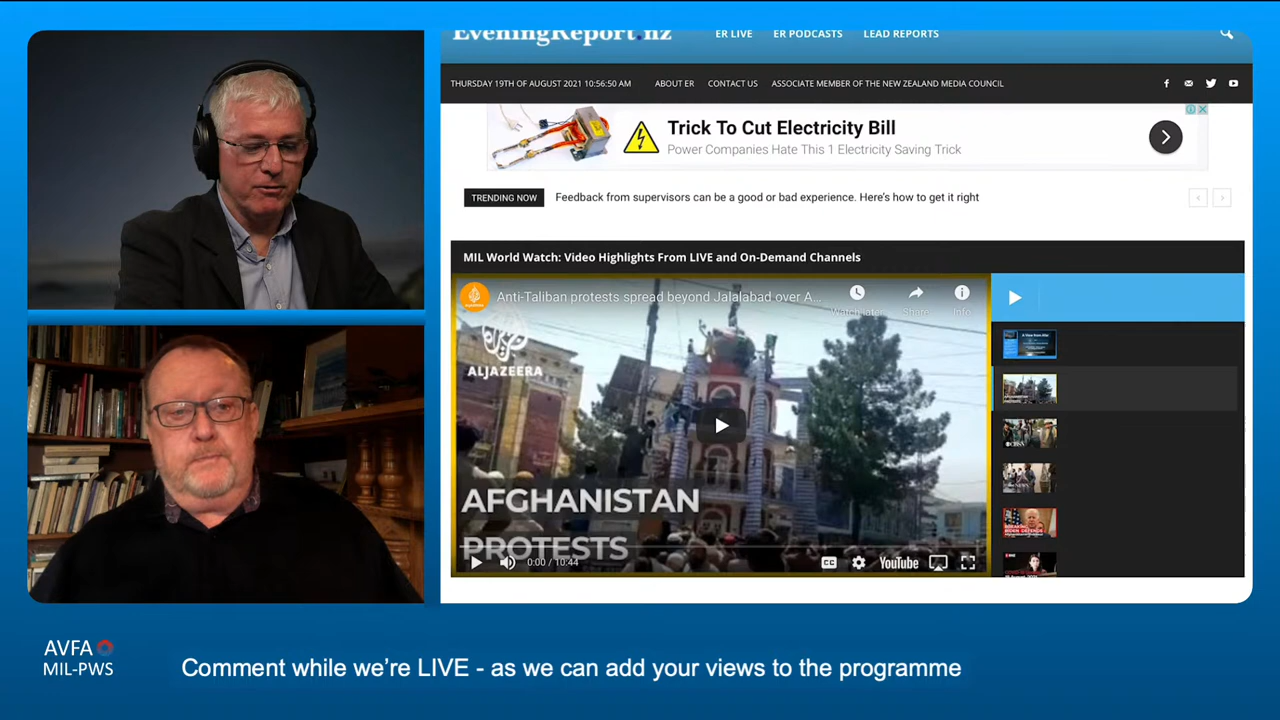 EveningReport.nz
ER LIVE
ER PODCASTS
LEAD REPORTS
THURSDAY 19TH OF AUGUST 2021 10:56:50 AM
ABOUT ER
CONTACT US
ASSOCIATE MEMBER OF THE NEW ZEALAND MEDIA COUNCIL
Trick To Cut Electricity Bill
Power Companies Hate This 1 Electricity Saving Trick
TRENDING NOW
Feedback from supervisors can be a good or bad experience. Here's how to get it right
MIL World Watch: Video Highlights From LIVE and On-Demand Channels
Anti-Taliban protests spread beyond Jalalabad over A...
Watch later
Share
Info
ALJAZEERA
AFGHANISTAN
PROTESTS
0:00 / 10:44
CC
YouTube
AVFA
MIL-PWS
Comment while we're LIVE - as we can add your views to the programme